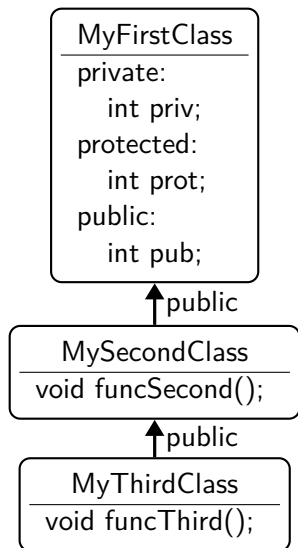 MyFirstClass
private:
int priv;
protected:
int prot;
public:
int pub;
public
MySecondClass
void funcSecond();
public
MyThirdClass
void funcThird();